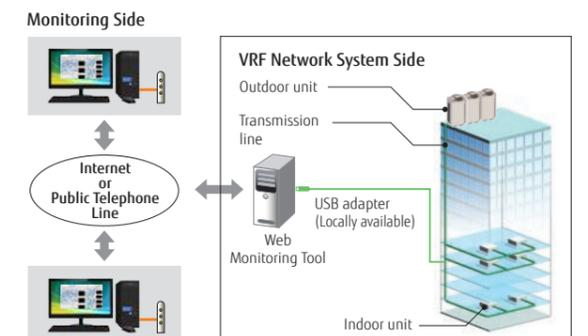 Monitoring Side
Internet
or
Public Telephone
Line
VRF Network System Side
Outdoor unit
Transmission
line
USB adapter
(Locally available)
Web
Monitoring Tool
Indoor unit